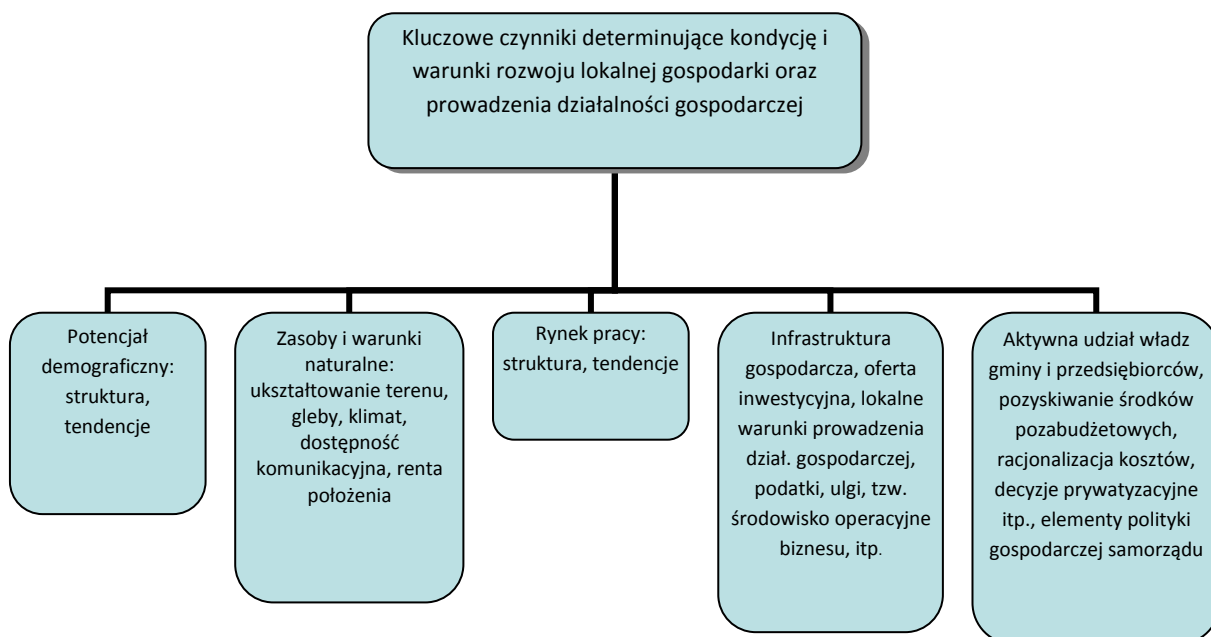 Kluczowe czynniki determinujące kondycję i
warunki rozwoju lokalnej gospodarki oraz
prowadzenia działalności gospodarczej
Potencjał
demograficzny:
struktura,
tendencje
Zasoby i warunki
naturalne:
ukształtowanie terenu,
gleby, klimat,
dostępność
komunikacyjna, renta
położenia
Rynek pracy:
struktura, tendencje
Infrastruktura
gospodarcza, oferta
inwestycyjna, lokalne
warunki prowadzenia
dział. gospodarczej,
podatki, ulgi, tzw.
środowisko operacyjne
biznesu, itp.
Aktywna udział władz
gminy i przedsiębiorców,
pozyskiwanie środków
pozabudżetowych,
racjonalizacja kosztów,
decyzje prywatyzacyjne
itp., elementy polityki
gospodarczej samorządu